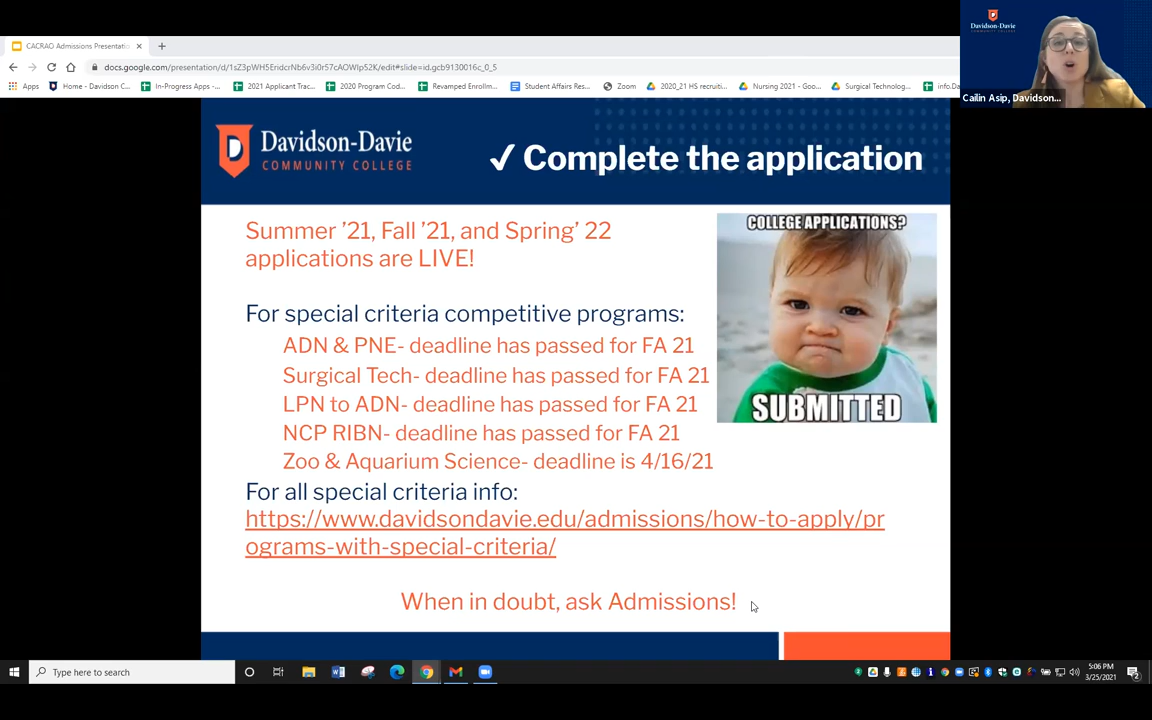 CACRAO Admissions Presentatio
docs.google.com/presentation/d/1sZ3pWH5EridcrNb6v3i0r57cAOWIp52K/edit#slide=id.gcb9130016c_0_5
Apps
Home - Davidson C...
In-Progress Apps -...
2021 Applicant Trac...
2020 Program Cod...
Revamped Enrollm...
Student Affairs Res...
Zoom
2020_21 HS recruiti...
Nursing 2021 - Goo...
Surgical Technolog...
info.Da
Davidson-Davie
COMMUNITY COLLEGE
Cailin Asip, Davidson...
Davidson-Davie
COMMUNITY COLLEGE
✓ Complete the application
Summer ’21, Fall ’21, and Spring’ 22
applications are LIVE!
COLLEGE APPLICATIONS?
SUBMITTED
For special criteria competitive programs:
ADN & PNE- deadline has passed for FA 21
Surgical Tech- deadline has passed for FA 21
LPN to ADN- deadline has passed for FA 21
NCP RIBN- deadline has passed for FA 21
Zoo & Aquarium Science- deadline is 4/16/21
For all special criteria info:
https://www.davidsondavie.edu/admissions/how-to-apply/pr
ograms-with-special-criteria/
When in doubt, ask Admissions!
Type here to search
5:06 PM
3/25/2021